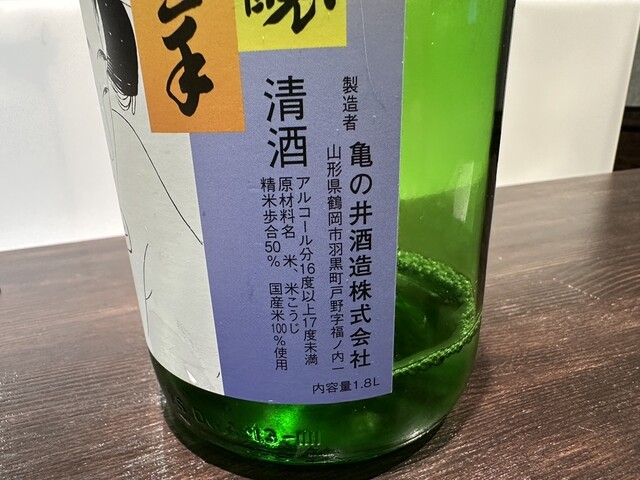 清酒
製造者
亀の井酒造株式会社
山形県鶴岡市羽黒町戸野字福ノ内一
アルコール分16度以上17度未満
原材料名 米、米こうじ 国産米100%使用
精米歩合50%
内容量1.8L